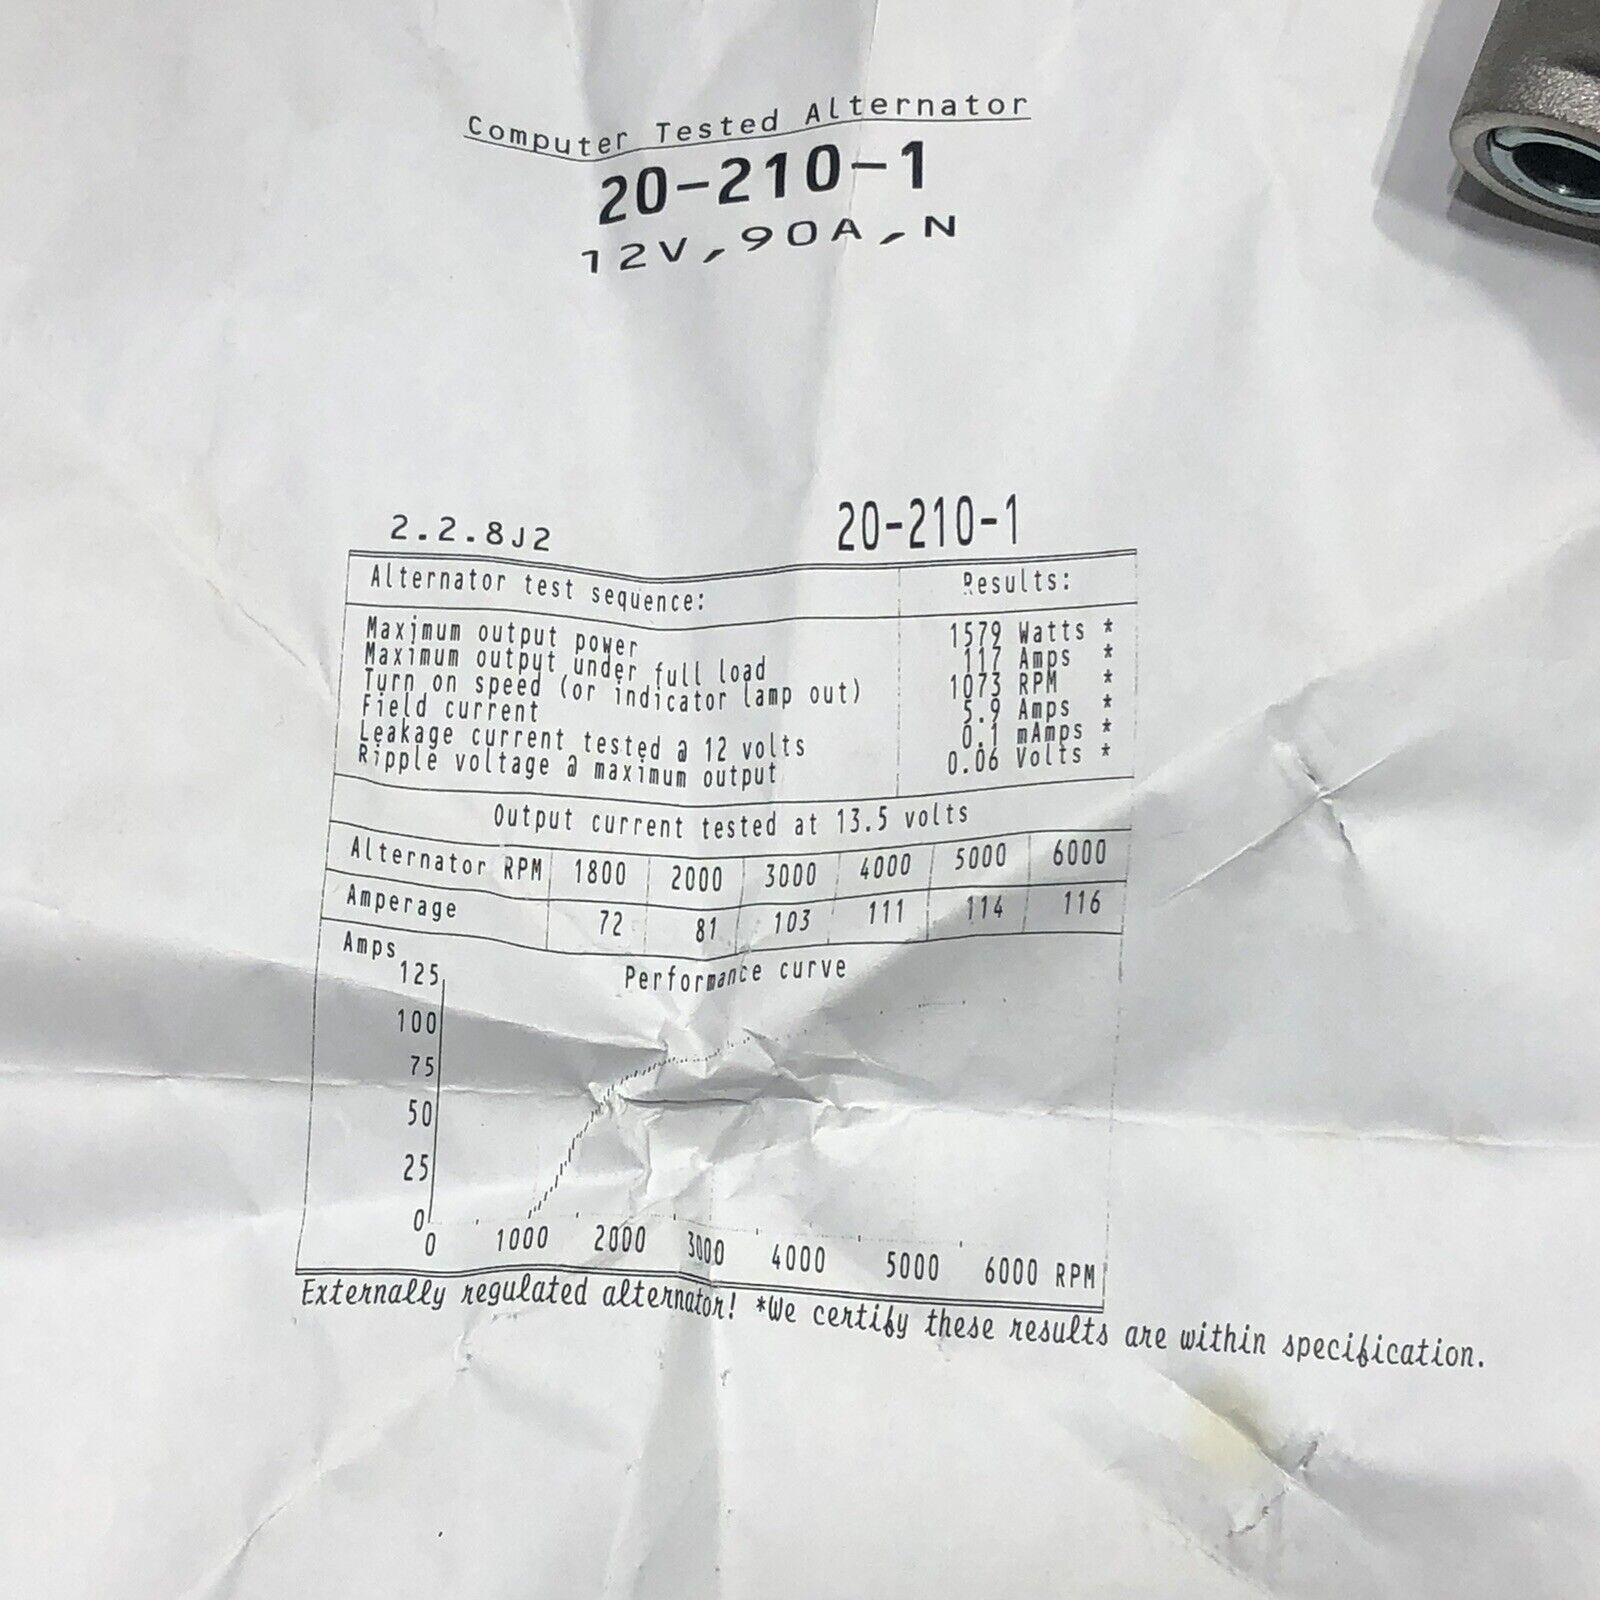 Computer Tested Alternator
20-210-1
12V,90A,N
2.2.8J2 20-210-1
Alternator test sequence: Results:
Maximum output power 1579 Watts *
Maximum output under full load 117 Amps *
Turn on speed (or indicator lamp out) 1073 RPM *
Field current 5.9 Amps *
Leakage current tested @ 12 volts 0.1 mAmps *
Ripple voltage @ maximum output 0.06 Volts *
Output current tested at 13.5 volts
Alternator RPM 1800 2000 3000 4000 5000 6000
Amperage 72 81 103 111 114 116
Amps
Performance curve
125
100
75
50
25
0
0 1000 2000 3000 4000 5000 6000 RPM
Externally regulated alternator! *We certify these results are within specification.